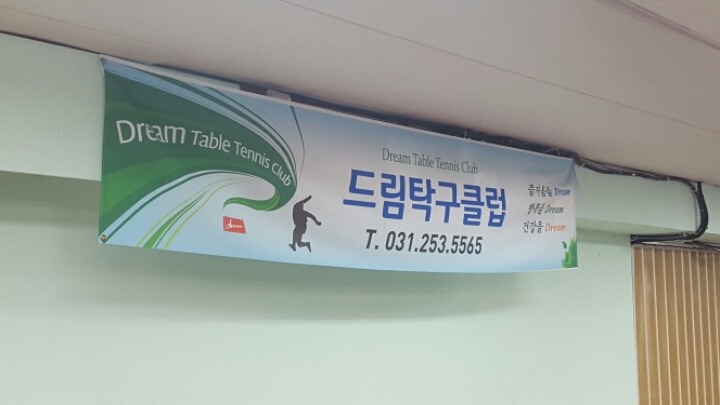 Dream Table Tennis Club
Dream Table Tennis Club
드림탁구클럽
T. 031.253.5565
즐거움을 Dream
행복을 Dream
건강을 Dream
dream